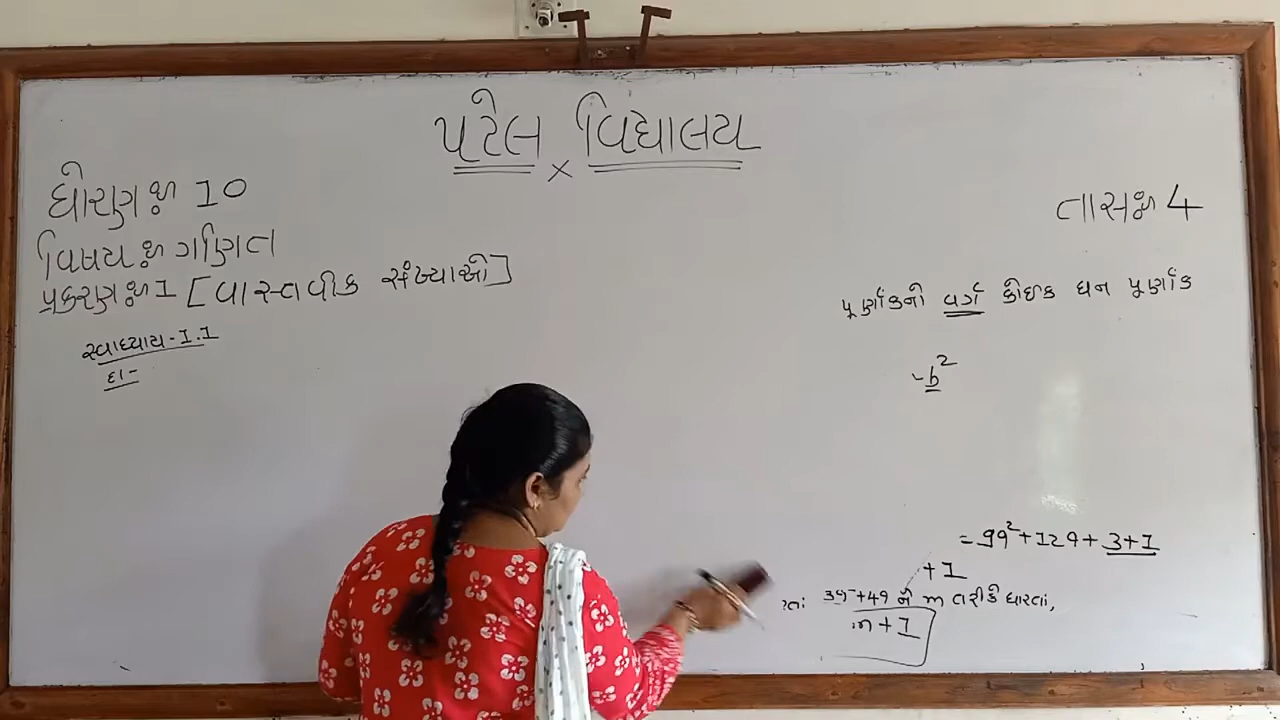 પટેલ વિદ્યાલય
×
ધોરણ ઃ 10
તાસ ઃ 4
વિષય ઃ ગણિત
પ્રકરણ ઃ 1 [વાસ્તવીક સંખ્યાઓ]
પૂર્ણાંકનો વર્ગ કોઈક ધન પૂર્ણાંક
સ્વાધ્યાય - 1.1
દા-
b²
= 9q² + 12q + 3 + 1
+ 1
3q² + 4q ને m તરીકે ધારતાં,
m + 1